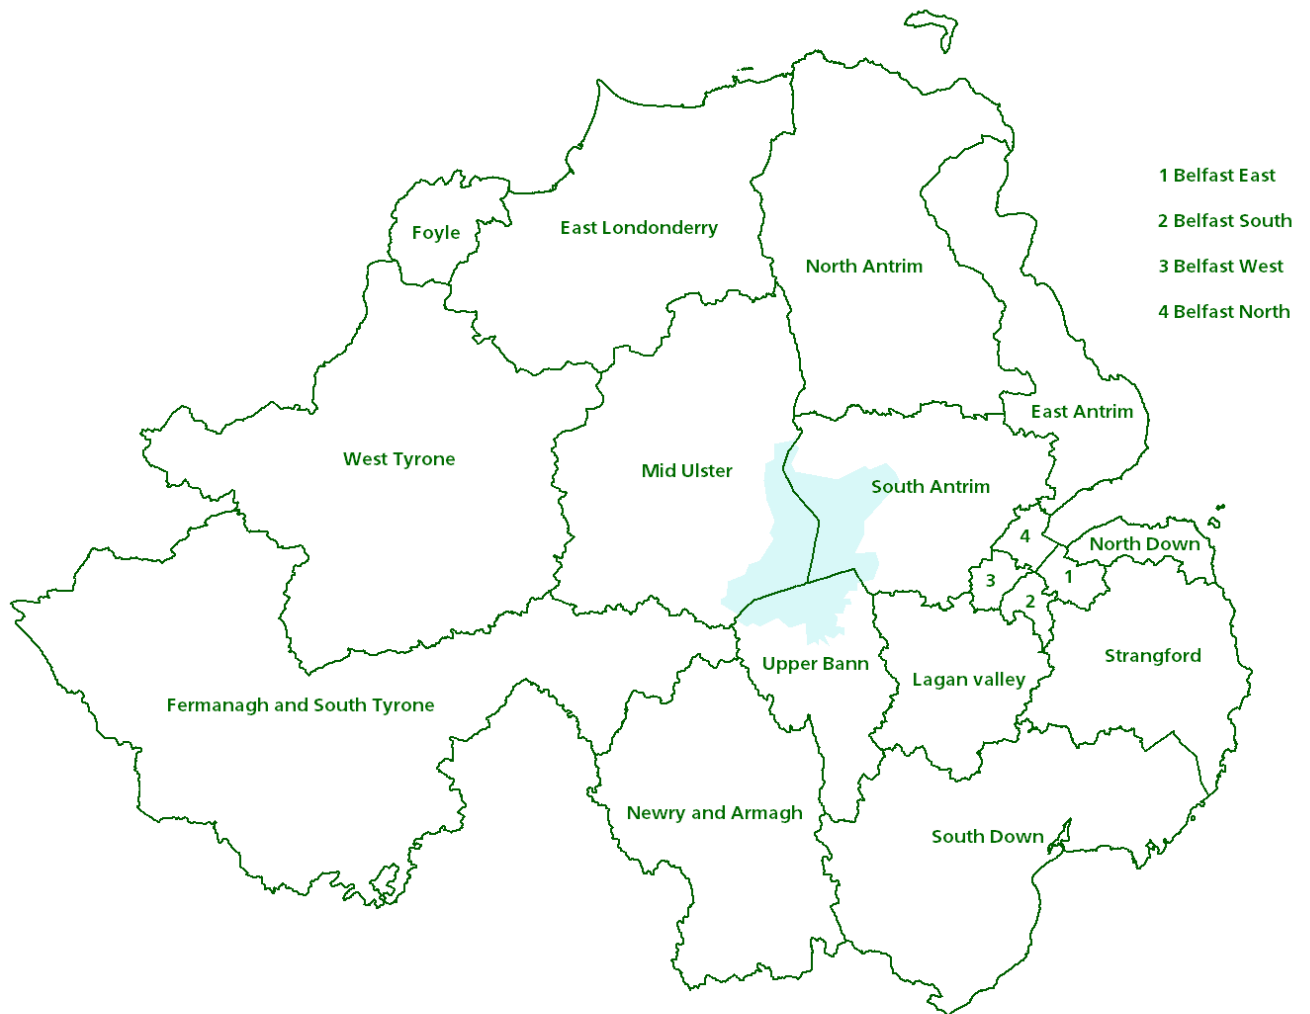 1 Belfast East
2 Belfast South
3 Belfast West
4 Belfast North
Foyle
East Londonderry
North Antrim
East Antrim
West Tyrone
Mid Ulster
South Antrim
4
North Down
3
1
2
Upper Bann
Lagan valley
Strangford
Fermanagh and South Tyrone
Newry and Armagh
South Down